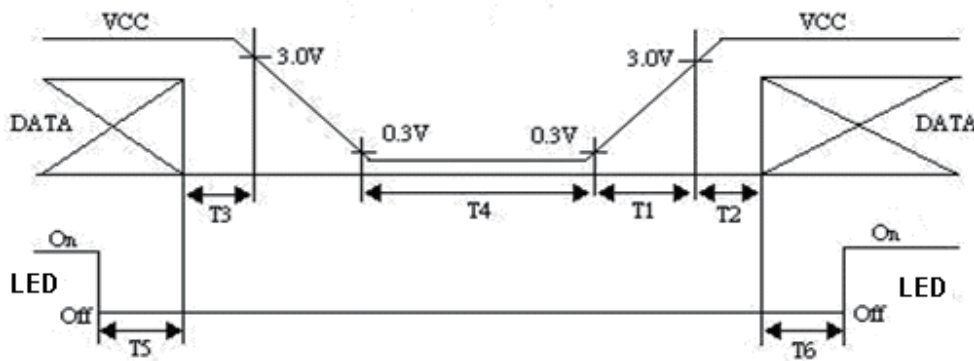 VCC VCC
3.0V 3.0V
DATA 0.3V 0.3V DATA
T3 T4 T1 T2
On On
LED LED
Off Off
T5 T6